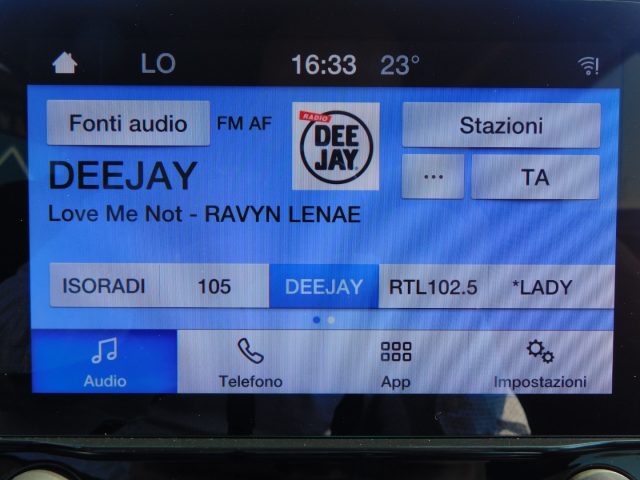 LO 16:33 23°
Fonti audio FM AF RADIO DEE JAY Stazioni
... TA
DEEJAY
Love Me Not - RAVYN LENAE
ISORADI 105 DEEJAY RTL102.5 *LADY
Audio Telefono App Impostazioni